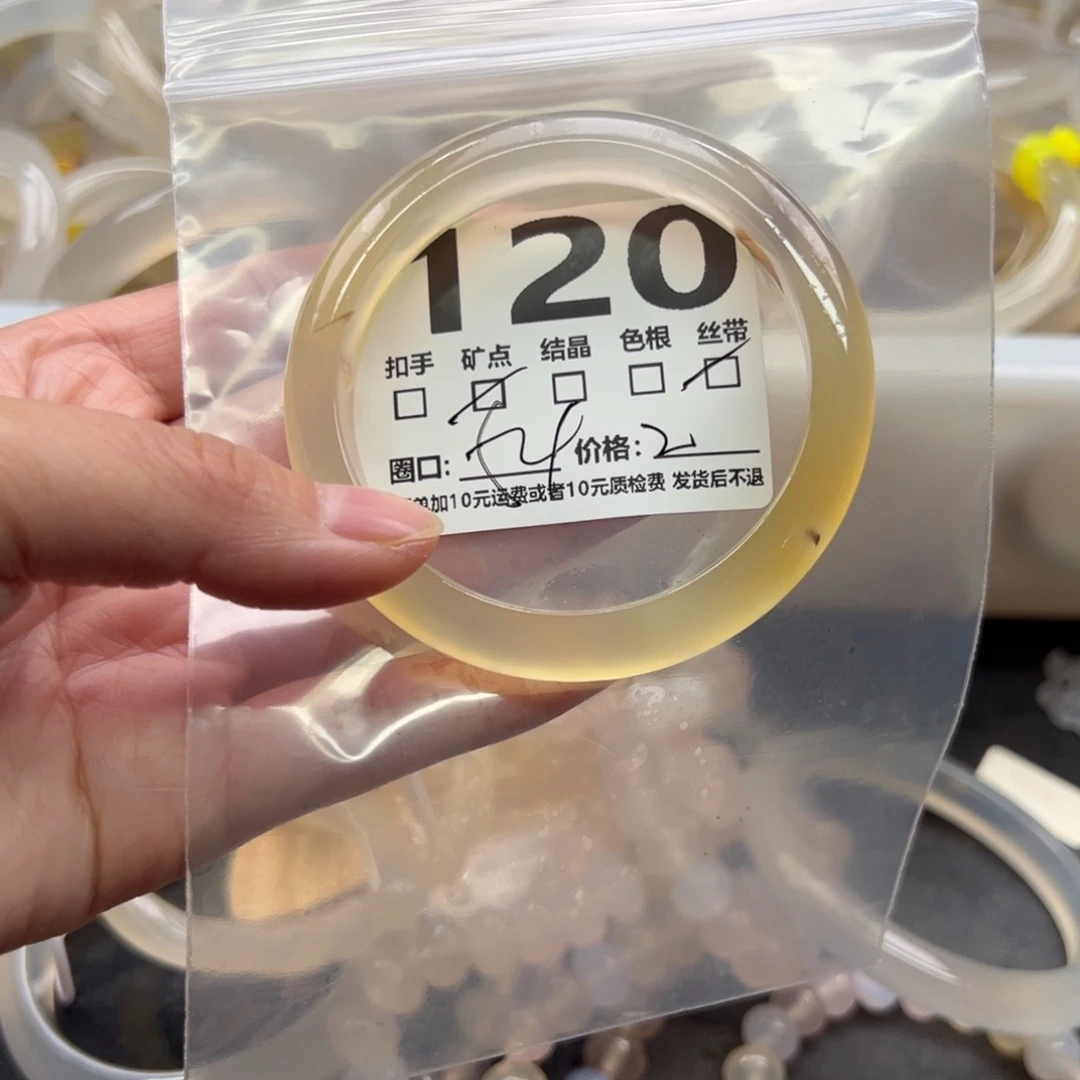 120
扣手 矿点 结晶 色根 丝带
圈口: 价格:
加10元运费或者10元质检费 发货后不退